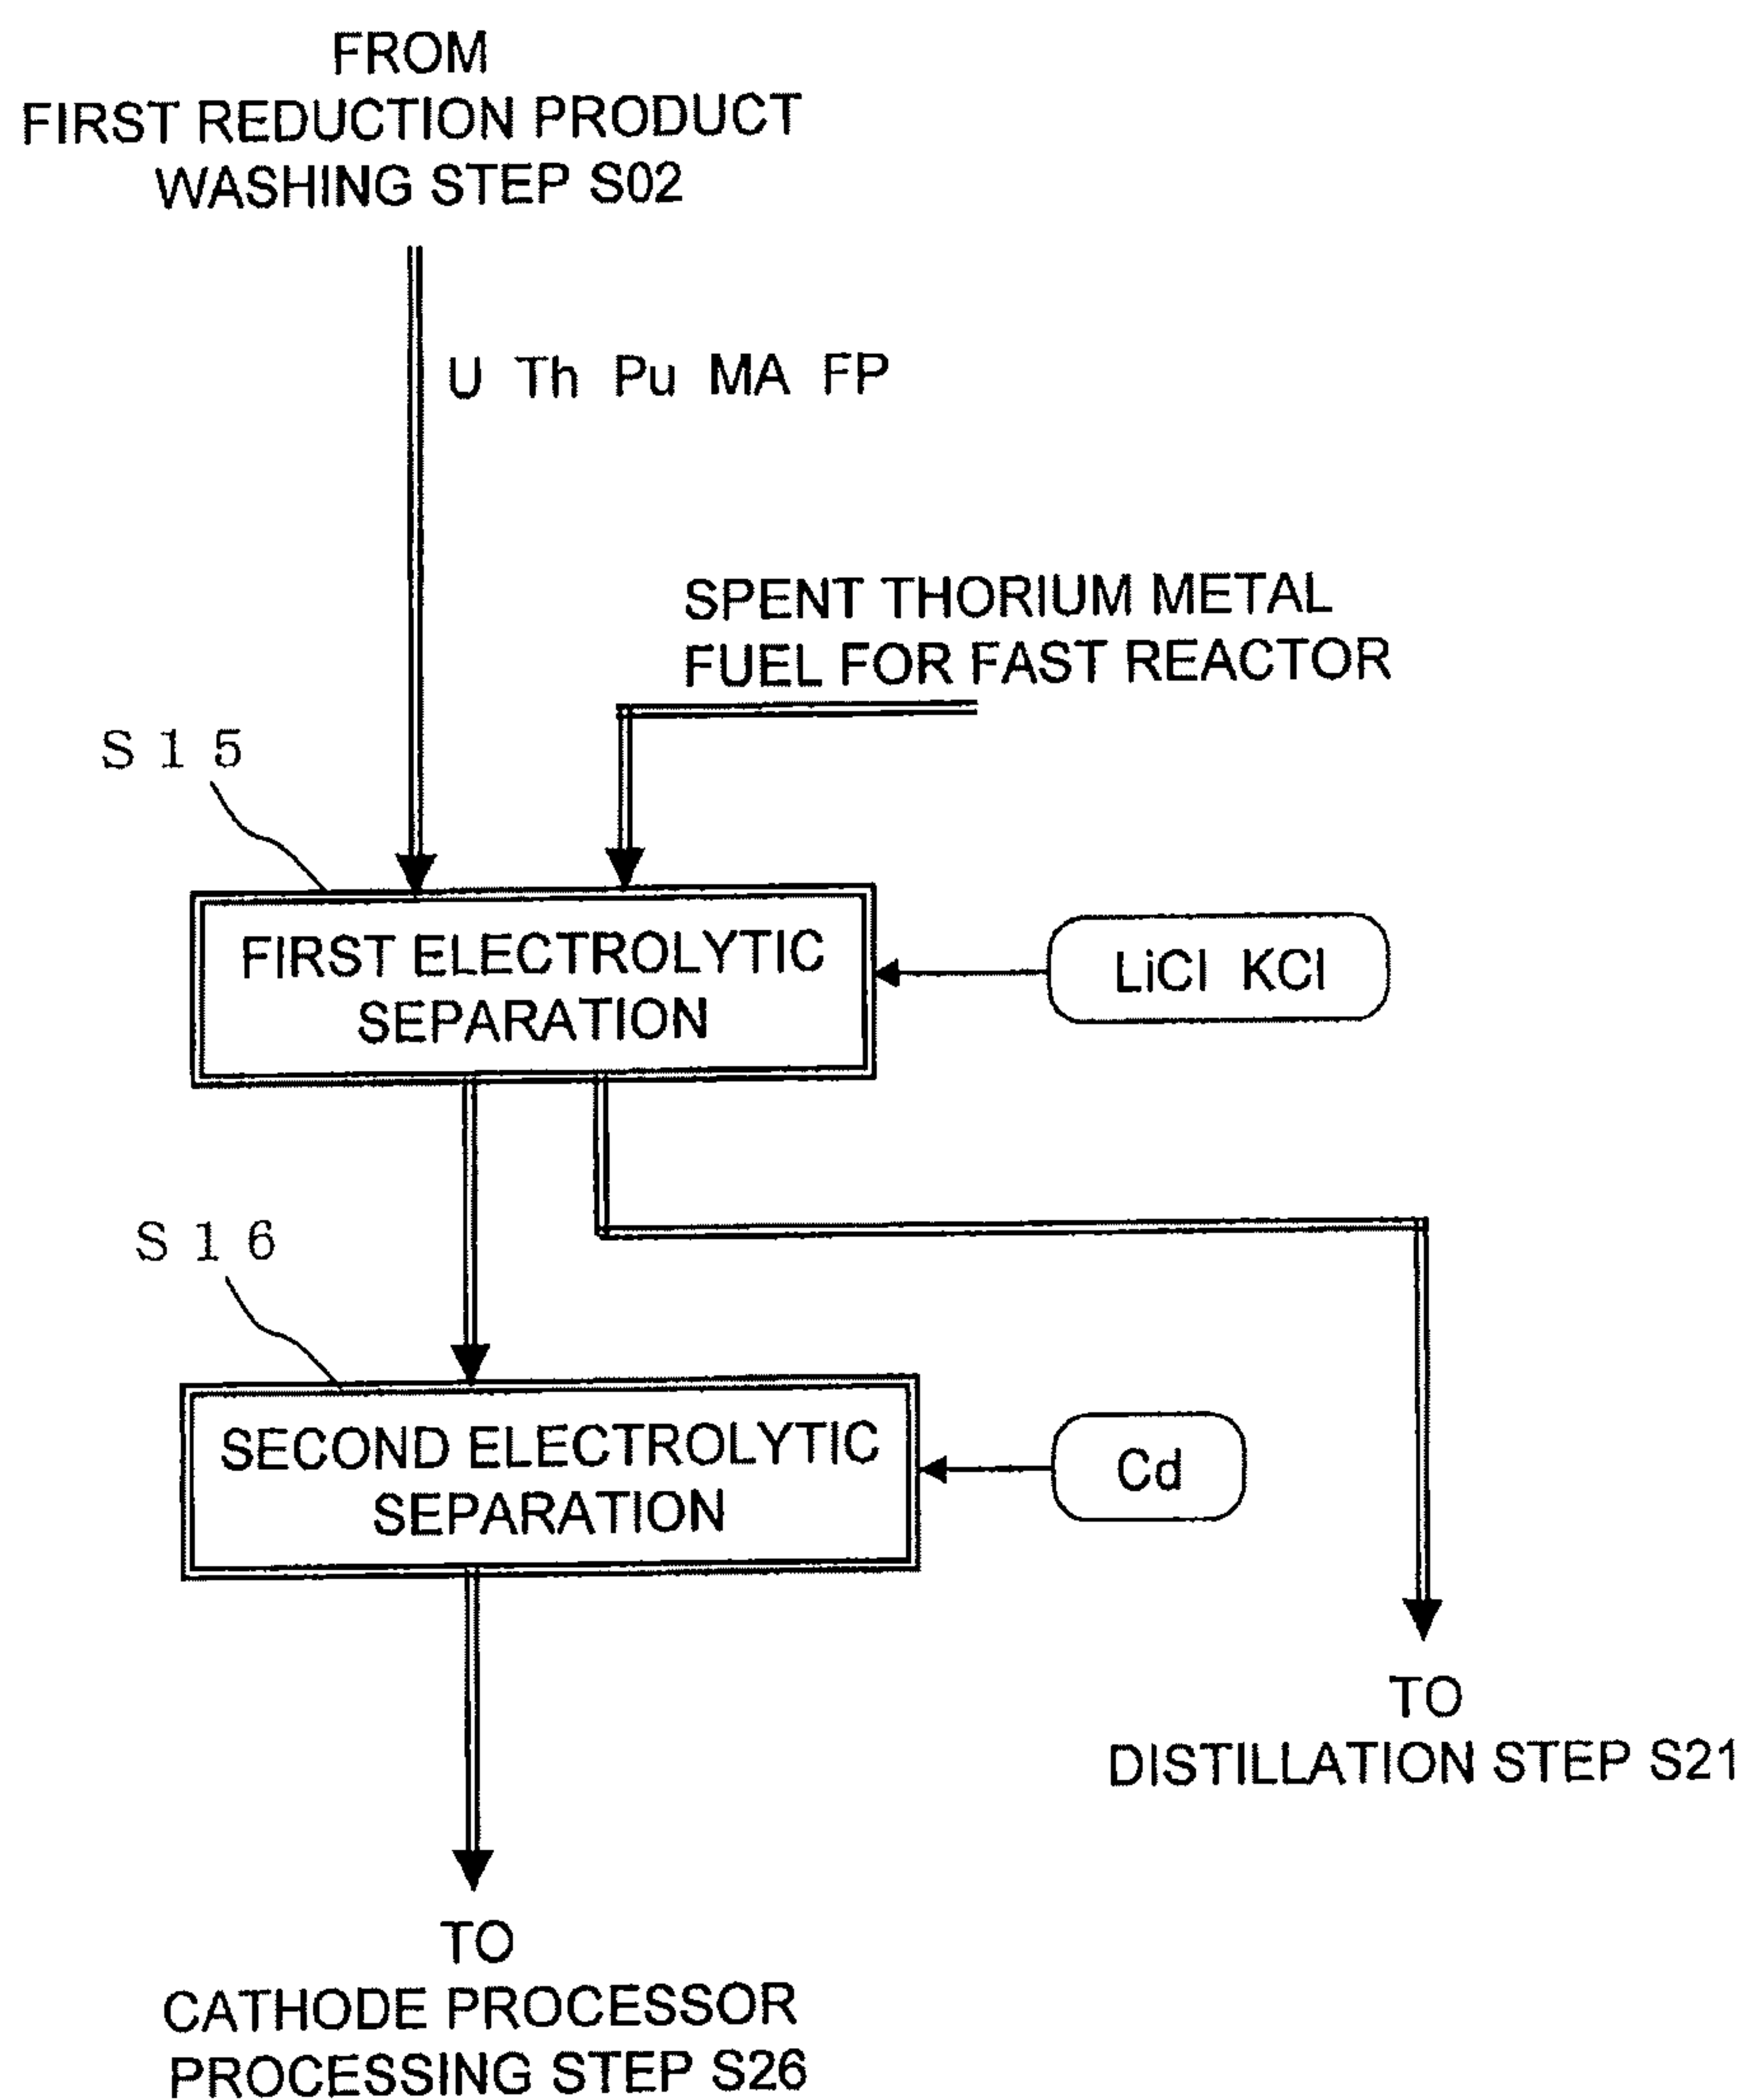 FROM
FIRST REDUCTION PRODUCT
WASHING STEP S02
U Th Pu MA FP
SPENT THORIUM METAL
FUEL FOR FAST REACTOR
S15
FIRST ELECTROLYTIC
SEPARATION
LiCl KCl
S16
SECOND ELECTROLYTIC
SEPARATION
Cd
TO
DISTILLATION STEP S21
TO
CATHODE PROCESSOR
PROCESSING STEP S26